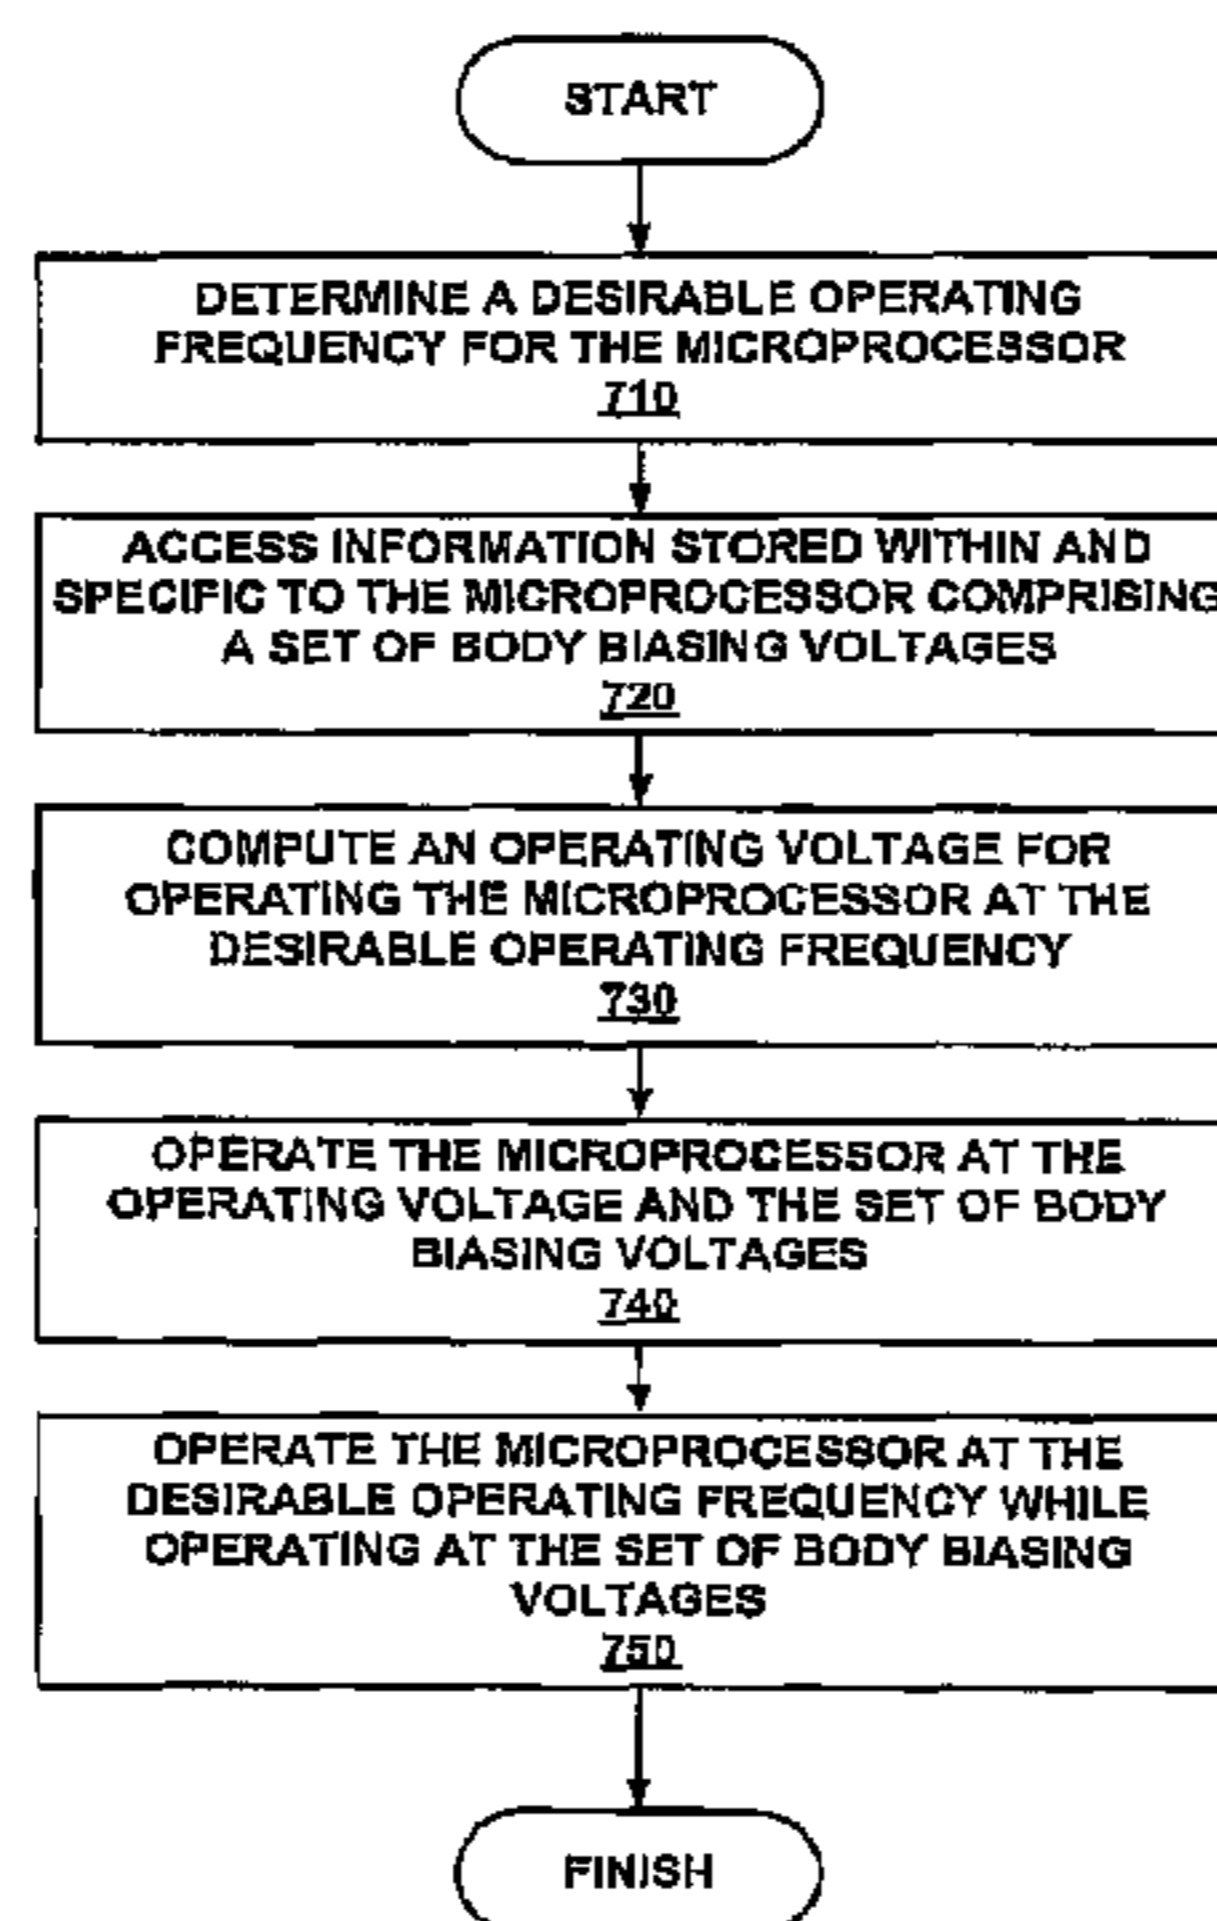 START
DETERMINE A DESIRABLE OPERATING
FREQUENCY FOR THE MICROPROCESSOR
710
ACCESS INFORMATION STORED WITHIN AND
SPECIFIC TO THE MICROPROCESSOR COMPRISING
A SET OF BODY BIASING VOLTAGES
720
COMPUTE AN OPERATING VOLTAGE FOR
OPERATING THE MICROPROCESSOR AT THE
DESIRABLE OPERATING FREQUENCY
730
OPERATE THE MICROPROCESSOR AT THE
OPERATING VOLTAGE AND THE SET OF BODY
BIASING VOLTAGES
740
OPERATE THE MICROPROCESSOR AT THE
DESIRABLE OPERATING FREQUENCY WHILE
OPERATING AT THE SET OF BODY BIASING
VOLTAGES
750
FINISH